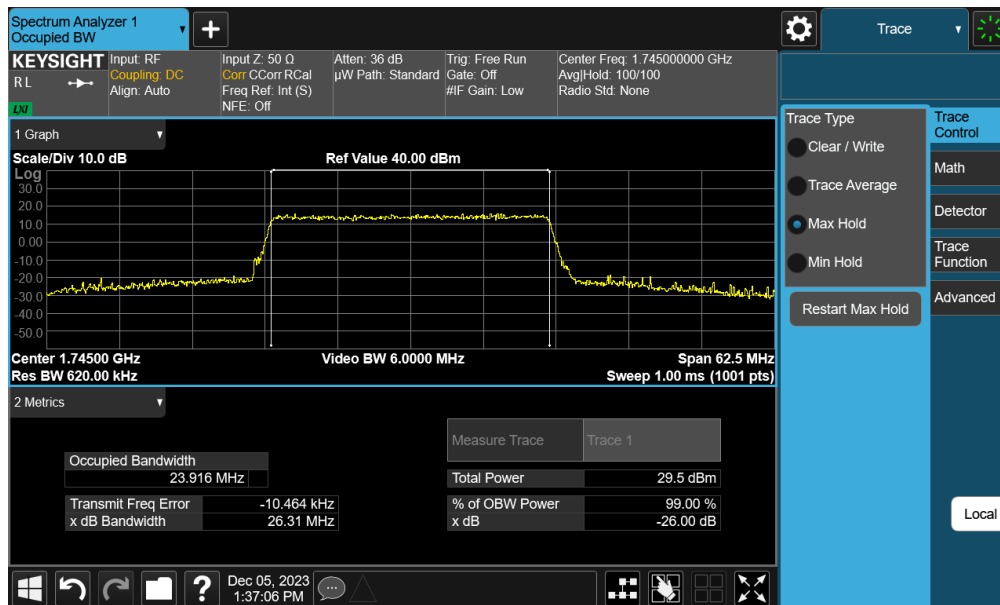 Spectrum Analyzer 1
Occupied BW
Trace
KEYSIGHT
R L
LXI
Input: RF
Coupling: DC
Align: Auto
Input Z: 50 Ω
Corr CCorr RCal
Freq Ref: Int (S)
NFE: Off
Atten: 36 dB
µW Path: Standard
Trig: Free Run
Gate: Off
#IF Gain: Low
Center Freq: 1.745000000 GHz
Avg|Hold: 100/100
Radio Std: None
1 Graph
Scale/Div 10.0 dB
Ref Value 40.00 dBm
Log
30.0
20.0
10.0
0.00
-10.0
-20.0
-30.0
-40.0
-50.0
Center 1.74500 GHz
Video BW 6.0000 MHz
Span 62.5 MHz
Res BW 620.00 kHz
Sweep 1.00 ms (1001 pts)
2 Metrics
Measure Trace
Trace 1
Occupied Bandwidth
23.916 MHz
Total Power
29.5 dBm
Transmit Freq Error
-10.464 kHz
% of OBW Power
99.00 %
x dB Bandwidth
26.31 MHz
x dB
-26.00 dB
Trace Type
Clear / Write
Trace Average
Max Hold
Min Hold
Restart Max Hold
Trace
Control
Math
Detector
Trace
Function
Advanced
Local
?
Dec 05, 2023
1:37:06 PM